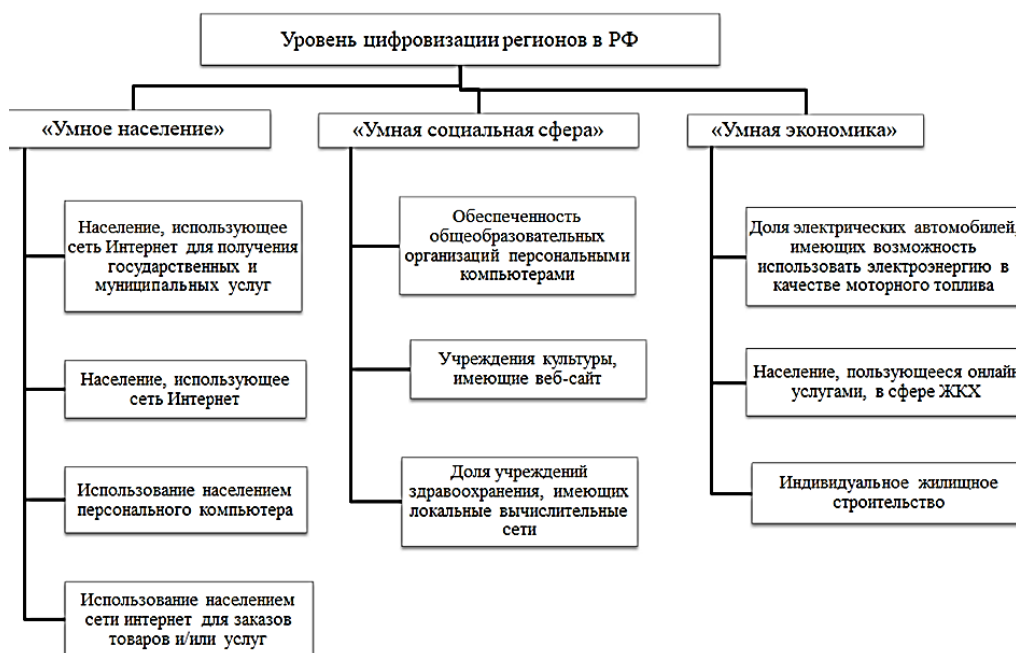 Уровень цифровизации регионов в РФ
«Умное население»
Население, использующее
сеть Интернет для получения
государственных и
муниципальных услуг
Население, использующее
сеть Интернет
Использование населением
персонального компьютера
Использование населением
сети интернет для заказов
товаров и/или услуг
«Умная социальная сфера»
Обеспеченность
общеобразовательных
организаций персональными
компьютерами
Учреждения культуры,
имеющие веб-сайт
Доля учреждений
здравоохранения, имеющих
локальные вычислительные
сети
«Умная экономика»
Доля электрических автомобилей,
имеющих возможность
использовать электроэнергию в
качестве моторного топлива
Население, пользующееся онлайн
услугами, в сфере ЖКХ
Индивидуальное жилищное
строительство